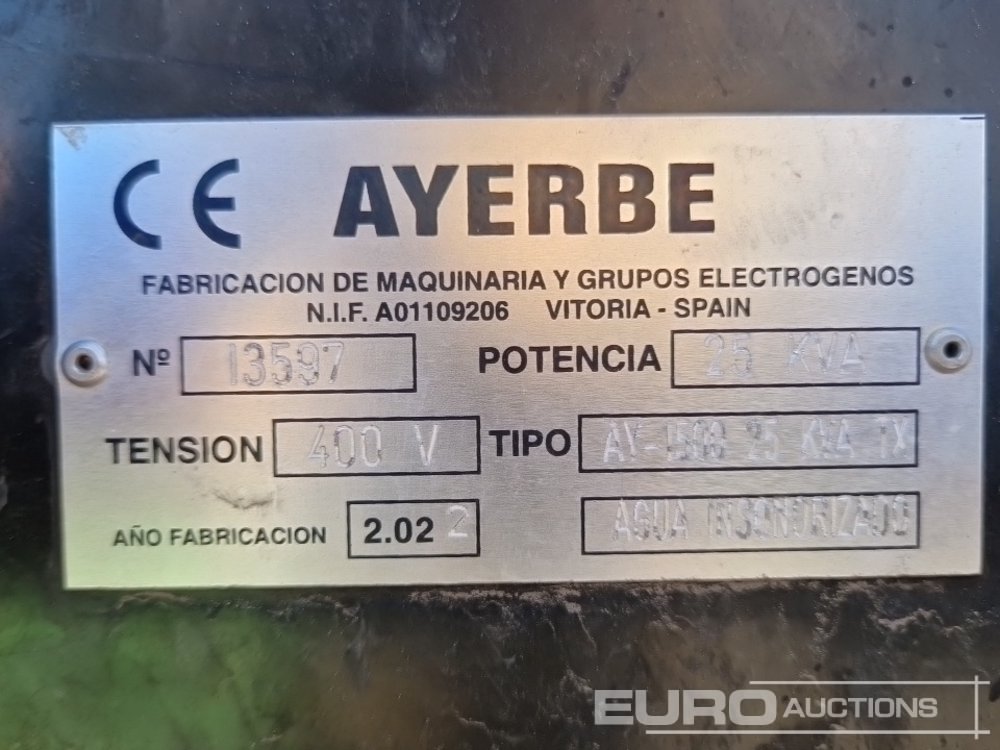 CE AYERBE
FABRICACION DE MAQUINARIA Y GRUPOS ELECTROGENOS
N.I.F. A01109206 VITORIA - SPAIN
Nº 13597 POTENCIA 25 KVA
TENSION 400 V TIPO AY-1500 25 KVA TX
AÑO FABRICACION 2.022 AGUA INSONORIZADO
EURO AUCTIONS